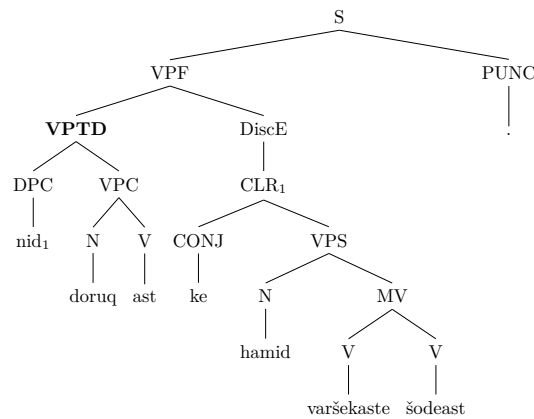 S
VPF PUNC
VPTD DiscE .
DPC VPC CLR₁
nid₁ N V CONJ VPS
doruq ast ke N MV
hamid V V
varšekaste šodeast